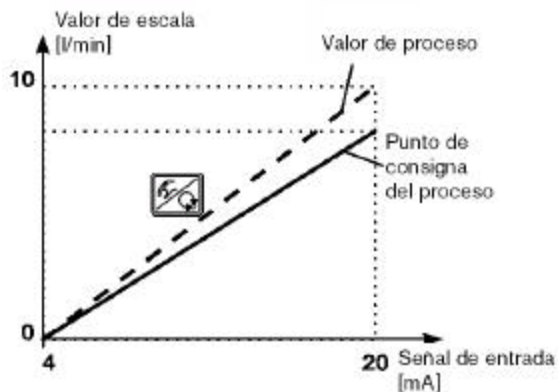 Valor de escala
[l/min]
Valor de proceso
10
Punto de
consigna
del proceso
0
4
20
Señal de entrada
[mA]